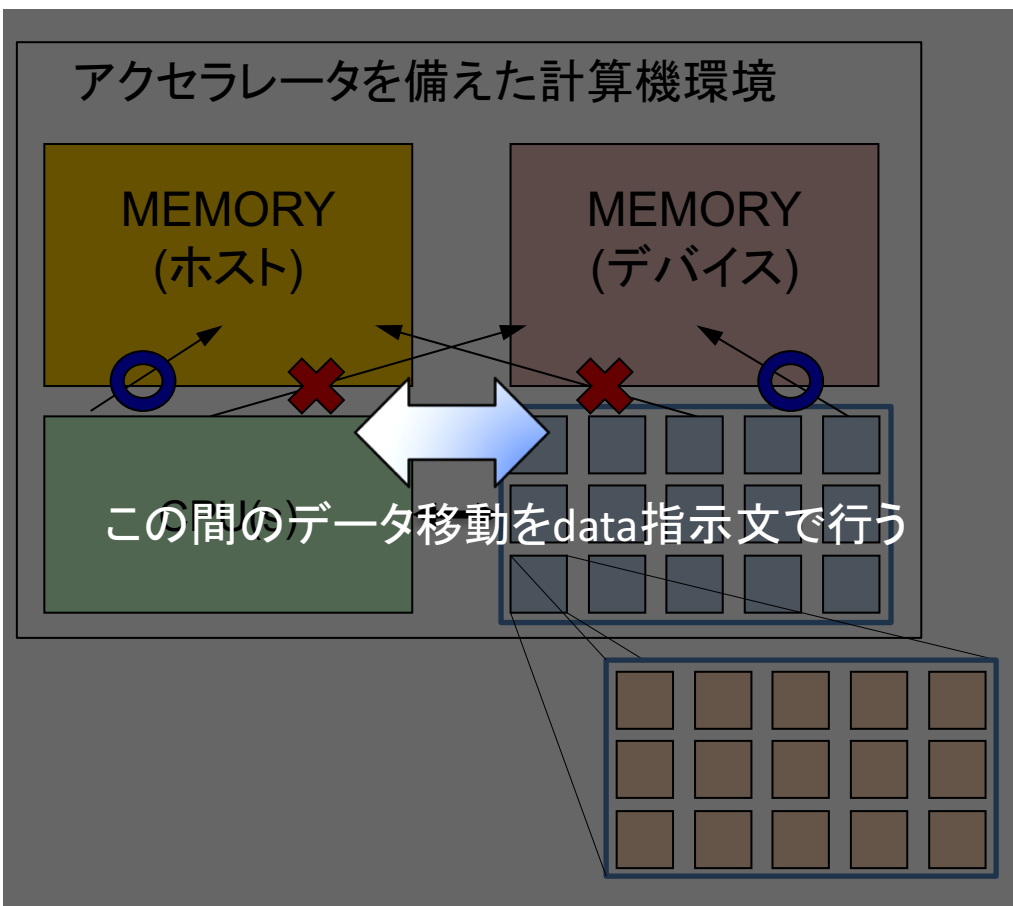 アクセラレータを備えた計算機環境
MEMORY
(ホスト)
MEMORY
(デバイス)
CPU(s)
この間のデータ移動をdata指示文で行う